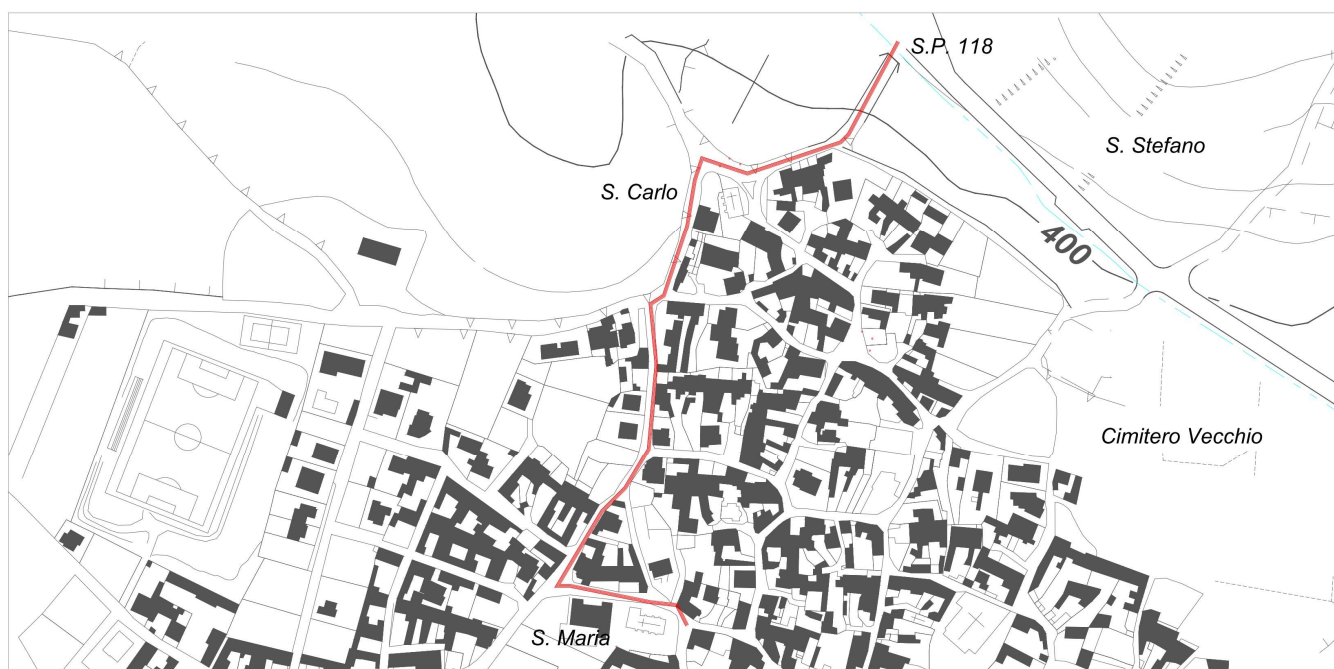 S.P. 118
S. Stefano
S. Carlo
400
Cimitero Vecchio
S. Maria